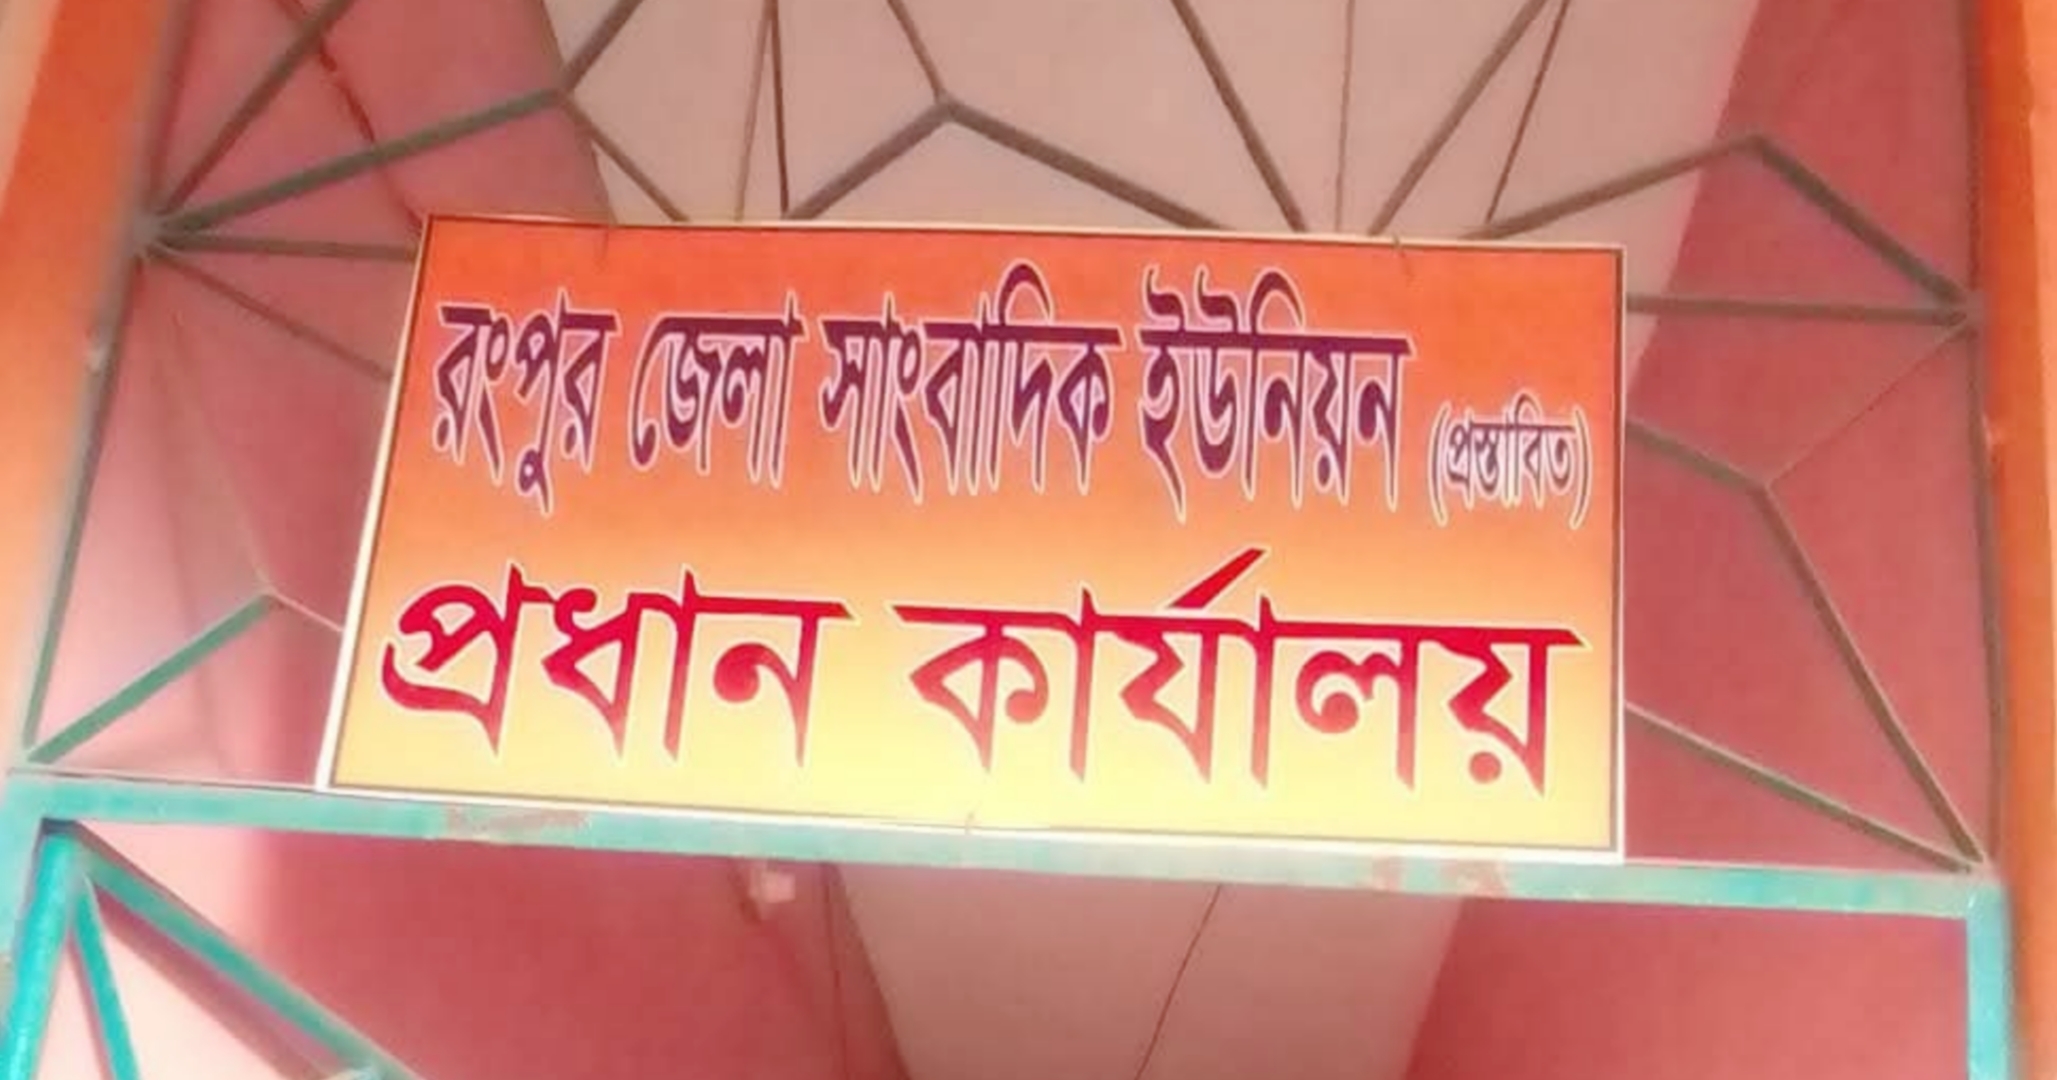 রংপুর জেলা সাংবাদিক ইউনিয়ন (প্রস্তাবিত)
প্রধান কার্যালয়